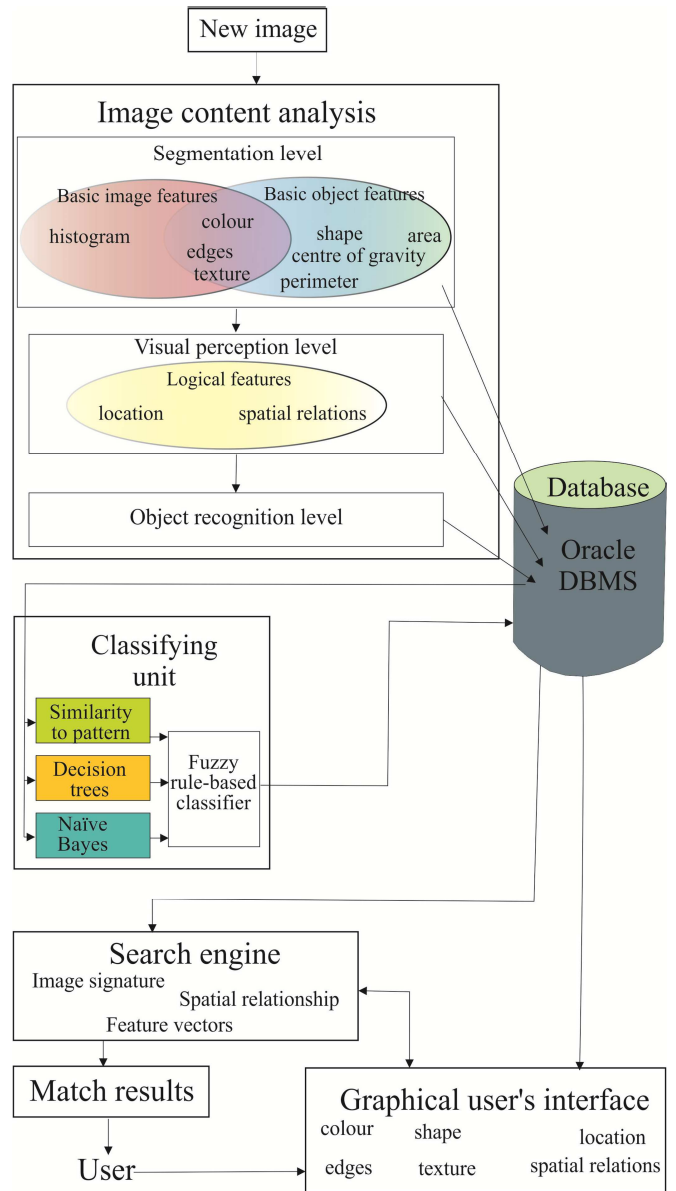 New image
Image content analysis
Segmentation level
Basic image features
Basic object features
histogram
colour
edges
texture
shape
area
centre of gravity
perimeter
Visual perception level
Logical features
location
spatial relations
Object recognition level
Database
Oracle
DBMS
Classifying
unit
Similarity
to pattern
Decision
trees
Naïve
Bayes
Fuzzy
rule-based
classifier
Search engine
Image signature
Spatial relationship
Feature vectors
Match results
User
Graphical user's interface
colour
shape
location
edges
texture
spatial relations